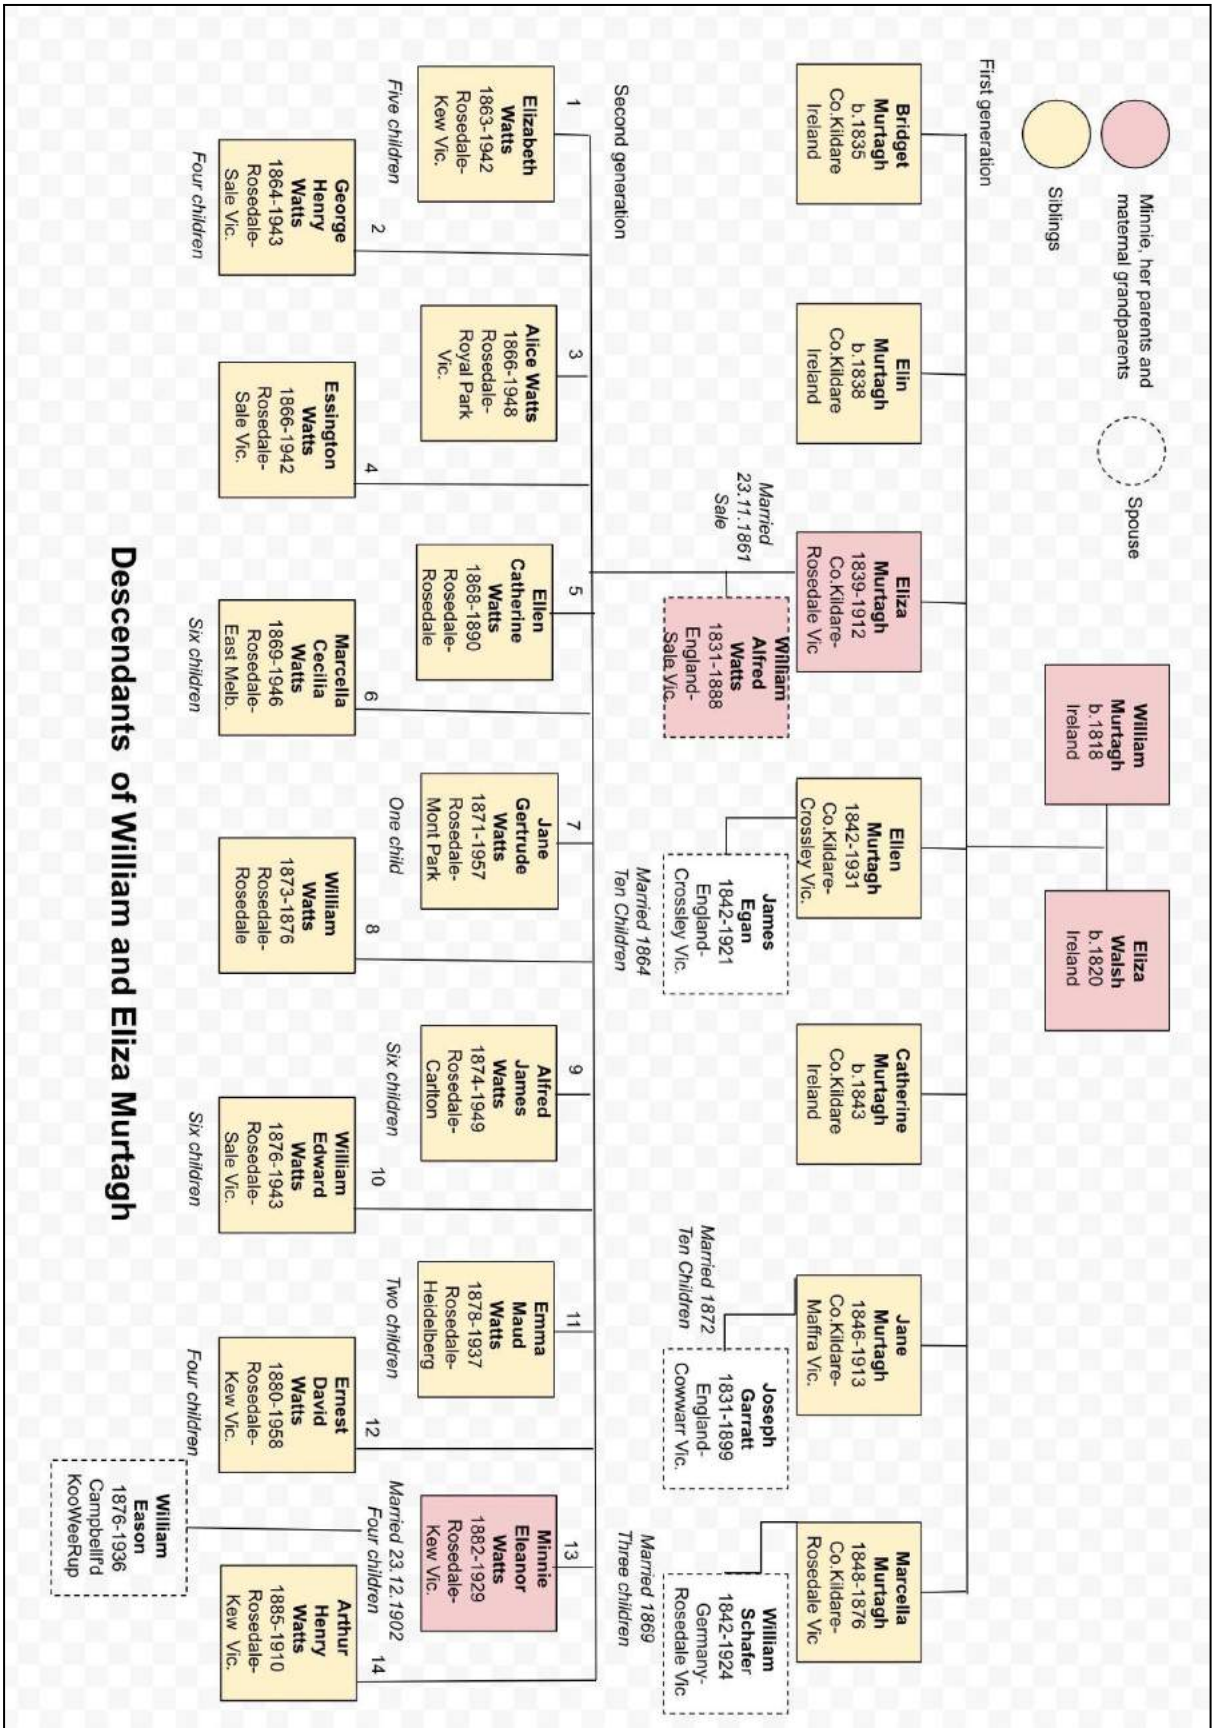 Minnie, her parents and
maternal grandparents
Spouse
Siblings
William
Murtagh
b.1818
Ireland
Eliza
Walsh
b.1820
Ireland
First generation
Bridget
Murtagh
b.1835
Co.Kildare
Ireland
Elin
Murtagh
b.1838
Co.Kildare
Ireland
Eliza
Murtagh
1839-1912
Co.Kildare-
Rosedale Vic
Ellen
Murtagh
1842-1931
Co.Kildare-
Crossley Vic.
Catherine
Murtagh
b.1843
Co.Kildare
Ireland
Jane
Murtagh
1846-1913
Co.Kildare-
Maffra Vic.
Marcella
Murtagh
1848-1876
Co.Kildare-
Rosedale Vic
Married
23.11.1861
Sale
William
Alfred
Watts
1831-1888
England-
Sale Vic.
James
Egan
1842-1921
England-
Crossley Vic.
Married 1864
Ten Children
Married 1872
Ten Children
Joseph
Garratt
1831-1899
England-
Cowwarr Vic.
William
Schafer
1842-1924
Germany-
Rosedale Vic
Married 1869
Three children
Second generation
1
Elizabeth
Watts
1863-1942
Rosedale-
Kew Vic.
Five children
2
George
Henry
Watts
1864-1943
Rosedale-
Sale Vic.
Four children
3
Alice Watts
1866-1948
Rosedale-
Royal Park
Vic.
4
Essington
Watts
1866-1942
Rosedale-
Sale Vic.
5
Ellen
Catherine
Watts
1868-1890
Rosedale-
Rosedale
6
Marcella
Cecilia
Watts
1869-1946
Rosedale-
East Melb.
Six children
7
Jane
Gertrude
Watts
1871-1957
Rosedale-
Mont Park
One child
8
William
Watts
1873-1876
Rosedale-
Rosedale
9
Alfred
James
Watts
1874-1949
Rosedale-
Carlton
Six children
10
William
Edward
Watts
1876-1943
Rosedale-
Sale Vic.
Six children
11
Emma
Maud
Watts
1878-1937
Rosedale-
Heidelberg
Two children
12
Ernest
David
Watts
1880-1958
Rosedale-
Kew Vic.
Four children
13
Minnie
Eleanor
Watts
1882-1929
Rosedale-
Kew Vic.
Married 23.12.1902
Four children
William
Eason
1876-1936
Campbellf'd
KooWeeRup
14
Arthur
Henry
Watts
1885-1910
Rosedale-
Kew Vic.
Descendants of William and Eliza Murtagh